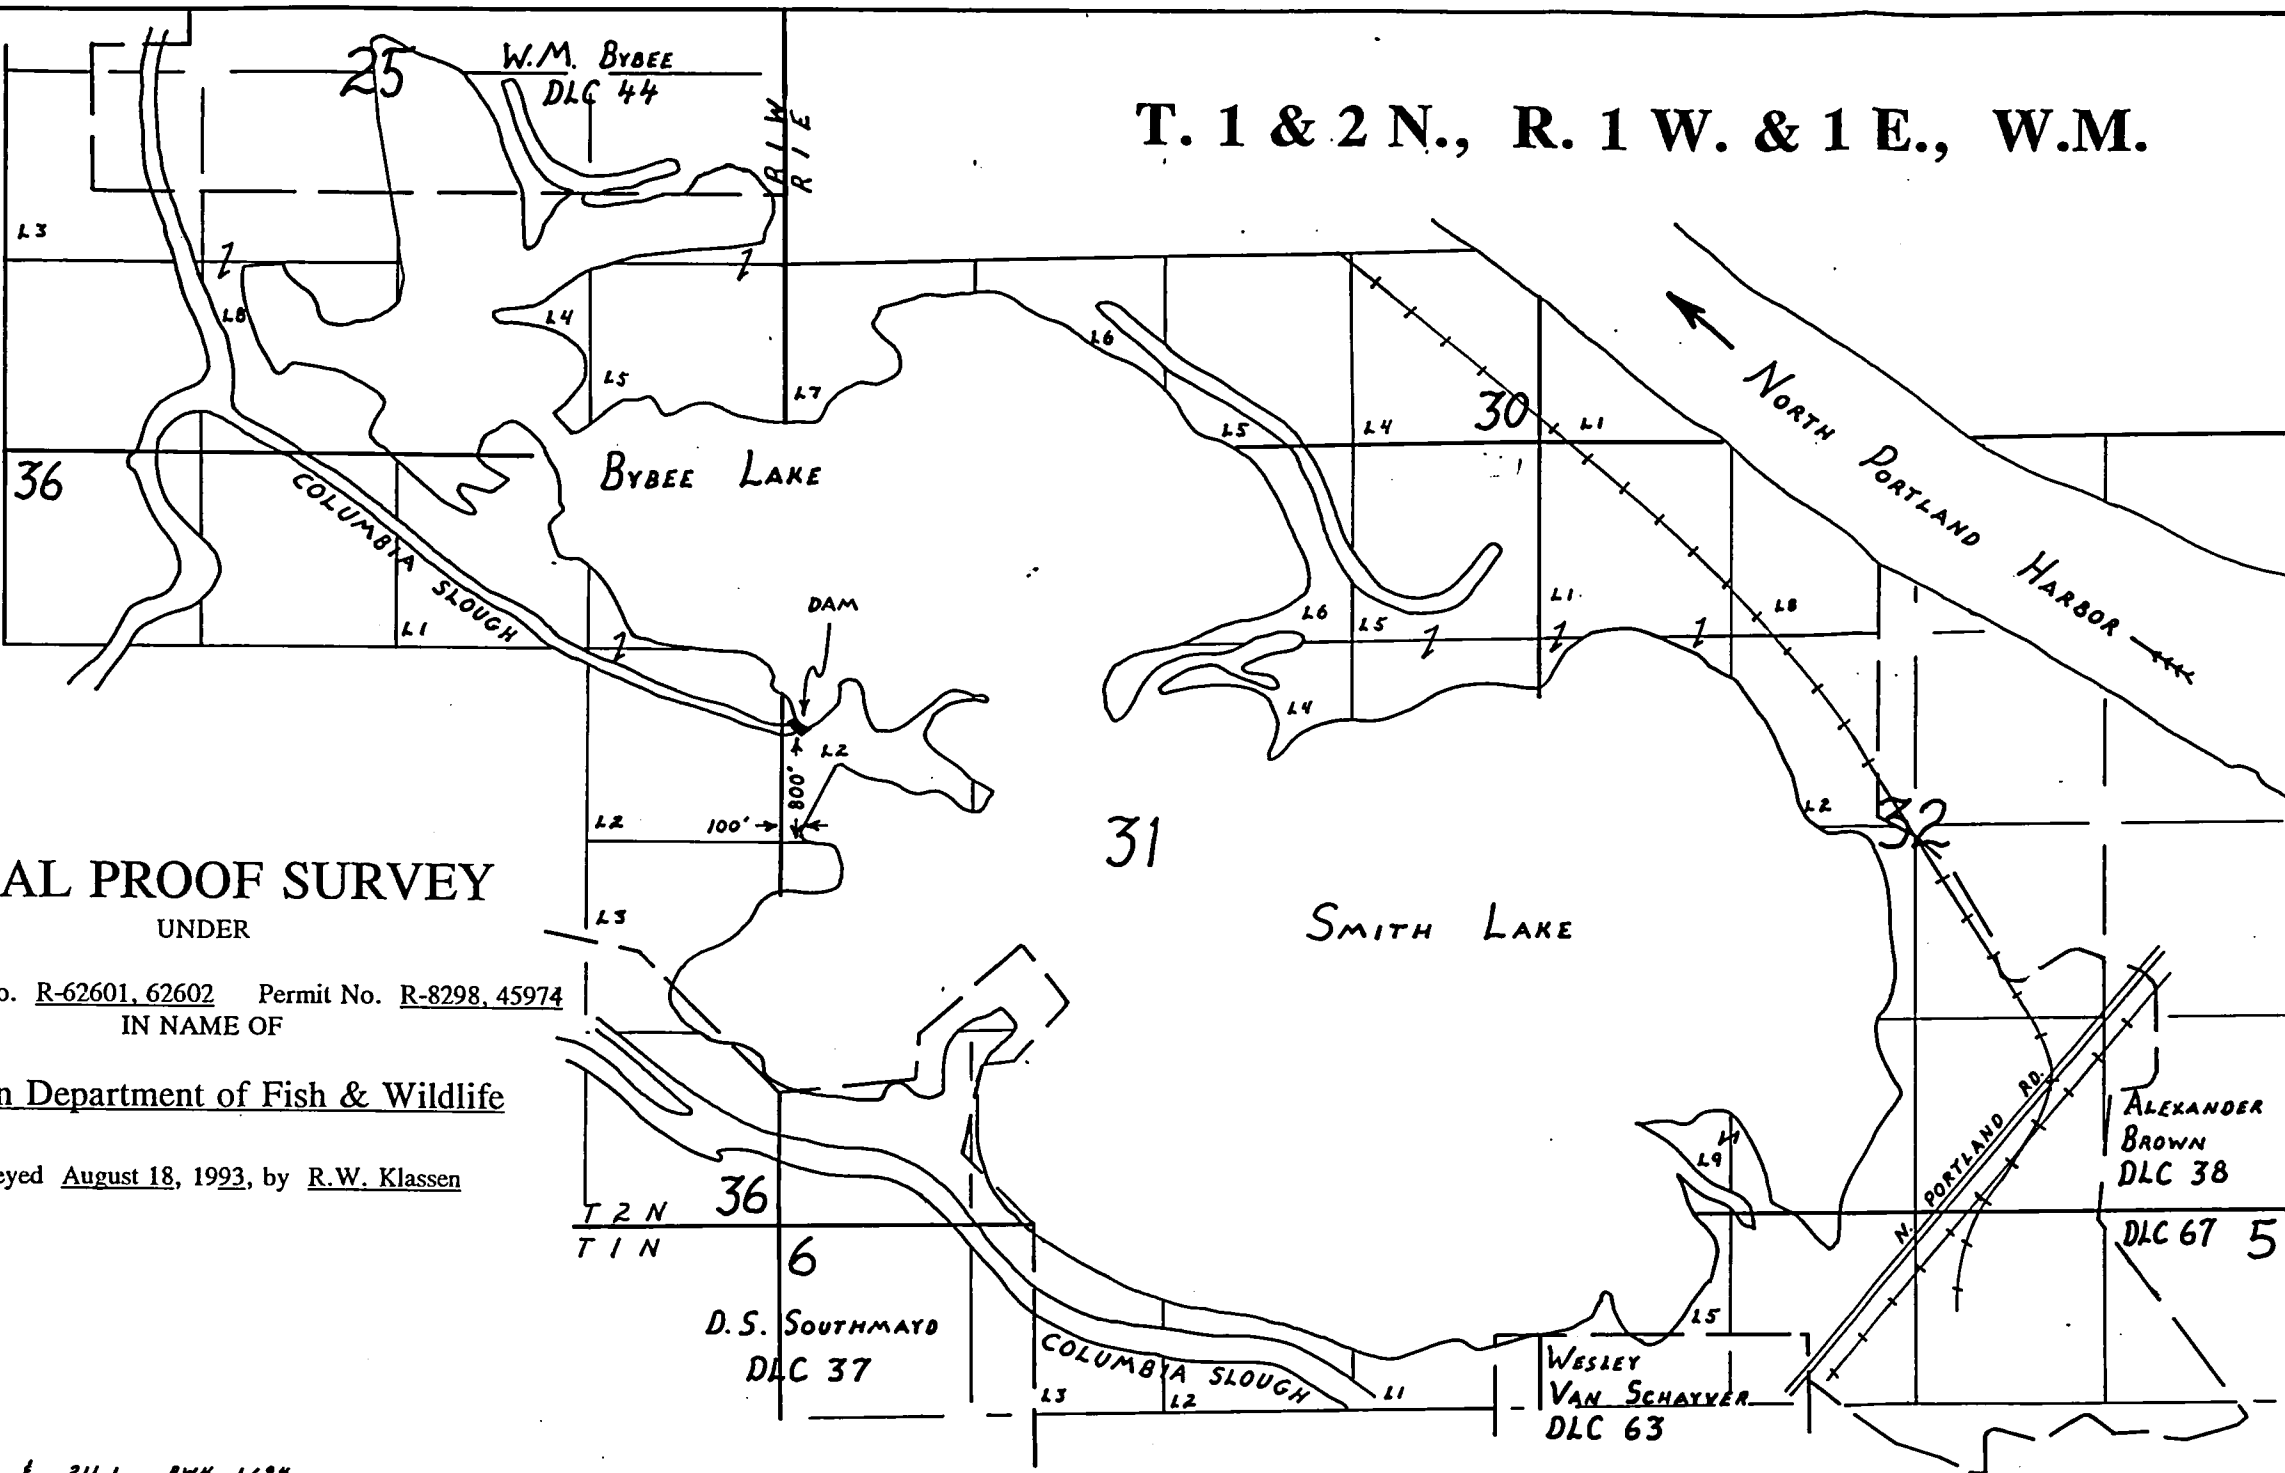 25
W.M. BYBEE
DLC 44
R 1 W
R 1 E
T. 1 & 2 N., R. 1 W. & 1 E., W.M.
L3
L8
L4
L5
L7
L6
L5
L4
30
L1
NORTH PORTLAND HARBOR
36
COLUMBIA SLOUGH
BYBEE LAKE
L1
DAM
L6
L5
L1
L8
L4
L2
800'
100'
L2
L2
32
31
L3
SMITH LAKE
AL PROOF SURVEY
UNDER
o. R-62601, 62602 Permit No. R-8298, 45974
IN NAME OF
n Department of Fish & Wildlife
eyed August 18, 1993, by R.W. Klassen
L9
N. PORTLAND RD.
ALEXANDER
BROWN
DLC 38
DLC 67
5
36
T 2 N
T 1 N
6
D.S. SOUTHMAYD
DLC 37
COLUMBIA SLOUGH
L3
L2
L1
L5
WESLEY
VAN SCHAYVER
DLC 63